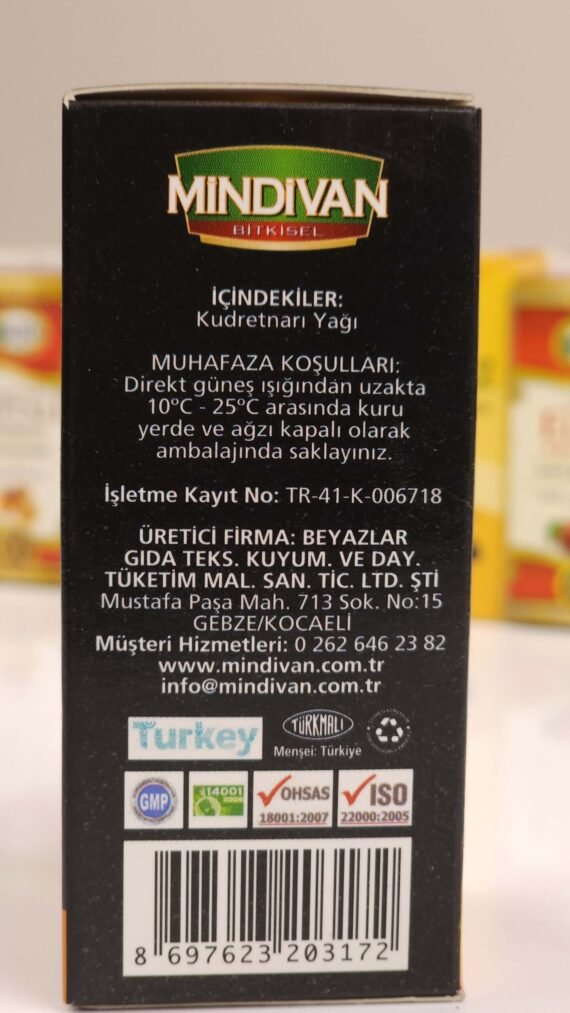 MİNDİVAN
BİTKİSEL
İÇİNDEKİLER:
Kudretnarı Yağı
MUHAFAZA KOŞULLARI:
Direkt güneş ışığından uzakta
10°C - 25°C arasında kuru
yerde ve ağzı kapalı olarak
ambalajında saklayınız.
İşletme Kayıt No: TR-41-K-006718
ÜRETİCİ FİRMA: BEYAZLAR
GIDA TEKS. KUYUM. VE DAY.
TÜKETİM MAL. SAN. TİC. LTD. ŞTİ
Mustafa Paşa Mah. 713 Sok. No:15
GEBZE/KOCAELİ
Müşteri Hizmetleri: 0 262 646 23 82
www.mindivan.com.tr
info@mindivan.com.tr
Turkey
TÜRKMALI
Menşei: Türkiye
GMP
14001
OHSAS
18001:2007
ISO
22000:2005
8 697623 203172